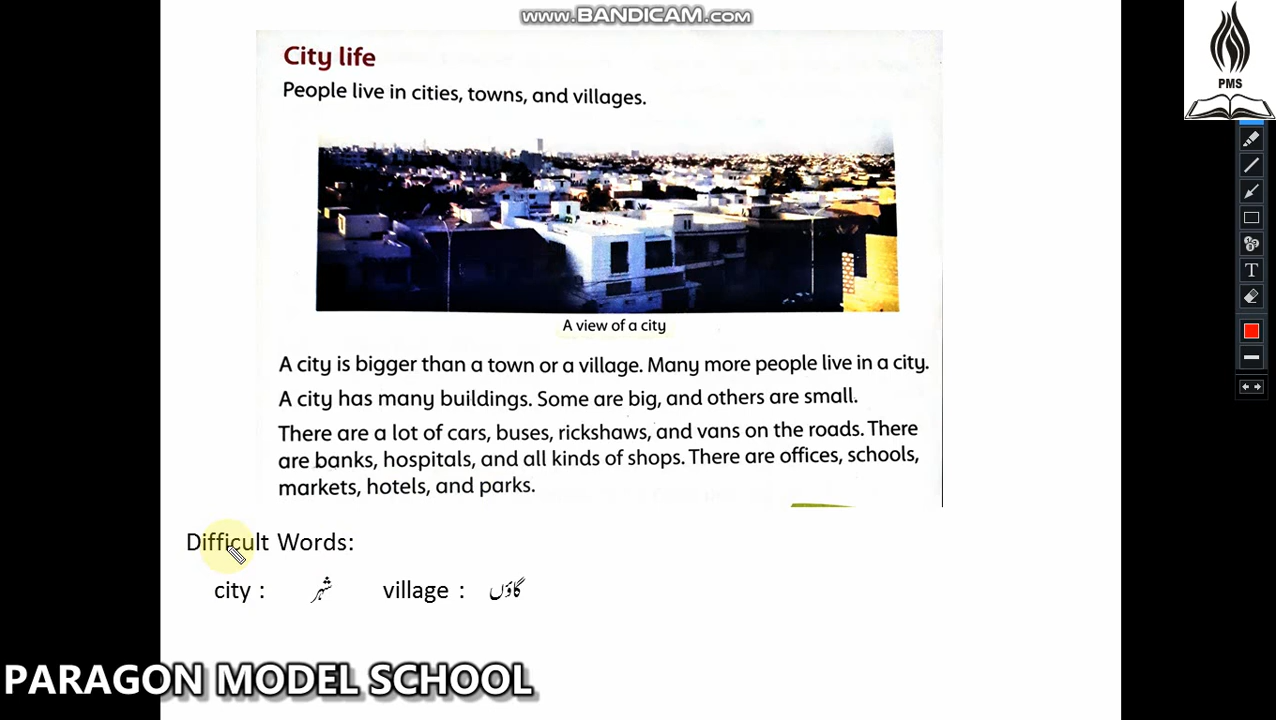 www.BANDICAM.com
PMS
City life
People live in cities, towns, and villages.
A view of a city
A city is bigger than a town or a village. Many more people live in a city.
A city has many buildings. Some are big, and others are small.
There are a lot of cars, buses, rickshaws, and vans on the roads. There
are banks, hospitals, and all kinds of shops. There are offices, schools,
markets, hotels, and parks.
Difficult Words:
city : شہر village : گاؤں
PARAGON MODEL SCHOOL